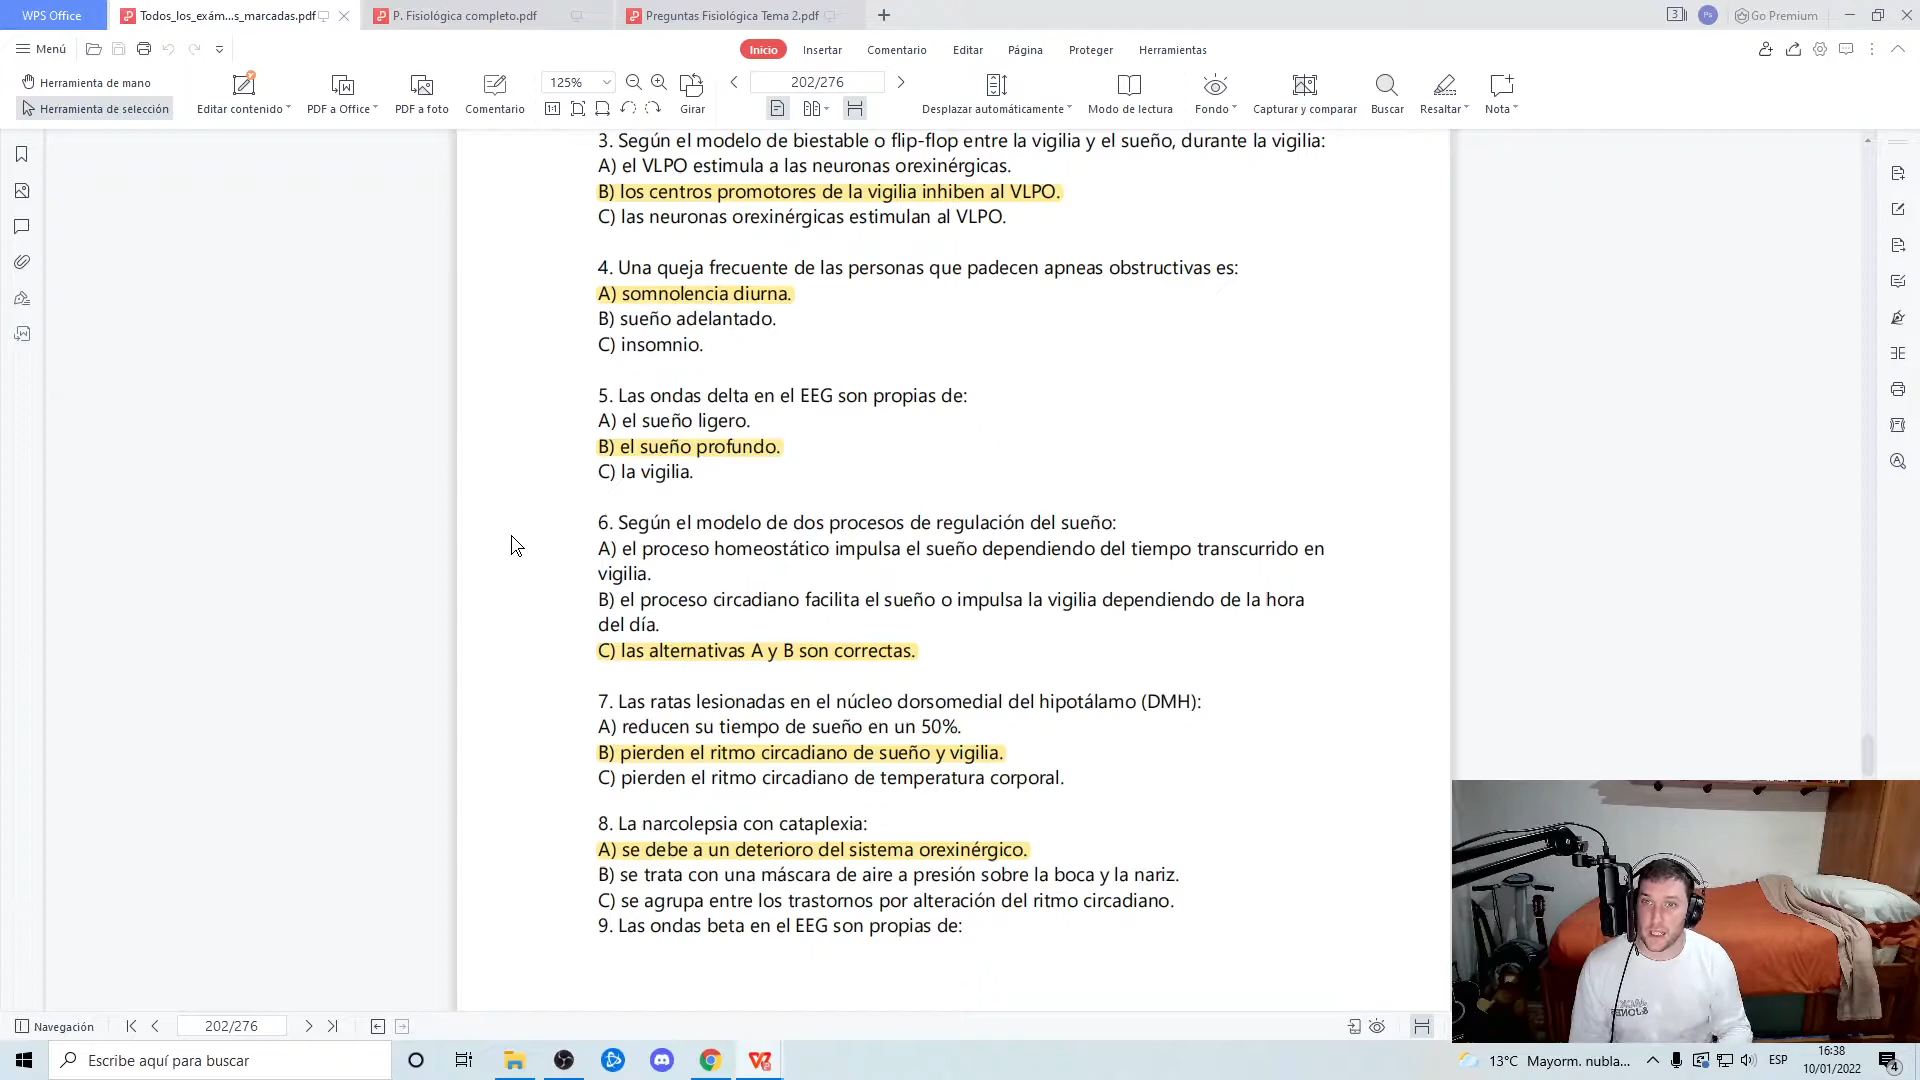 WPS Office
Todos_los_exám...s_marcadas.pdf
P. Fisiológica completo.pdf
Preguntas Fisiológica Tema 2.pdf
3
Go Premium
Menú
Inicio
Insertar
Comentario
Editar
Página
Proteger
Herramientas
Herramienta de mano
Herramienta de selección
Editar contenido
PDF a Office
PDF a foto
Comentario
125%
Girar
202/276
Desplazar automáticamente
Modo de lectura
Fondo
Capturar y comparar
Buscar
Resaltar
Nota
3. Según el modelo de biestable o flip-flop entre la vigilia y el sueño, durante la vigilia:
A) el VLPO estimula a las neuronas orexinérgicas.
B) los centros promotores de la vigilia inhiben al VLPO.
C) las neuronas orexinérgicas estimulan al VLPO.
4. Una queja frecuente de las personas que padecen apneas obstructivas es:
A) somnolencia diurna.
B) sueño adelantado.
C) insomnio.
5. Las ondas delta en el EEG son propias de:
A) el sueño ligero.
B) el sueño profundo.
C) la vigilia.
6. Según el modelo de dos procesos de regulación del sueño:
A) el proceso homeostático impulsa el sueño dependiendo del tiempo transcurrido en
vigilia.
B) el proceso circadiano facilita el sueño o impulsa la vigilia dependiendo de la hora
del día.
C) las alternativas A y B son correctas.
7. Las ratas lesionadas en el núcleo dorsomedial del hipotálamo (DMH):
A) reducen su tiempo de sueño en un 50%.
B) pierden el ritmo circadiano de sueño y vigilia.
C) pierden el ritmo circadiano de temperatura corporal.
8. La narcolepsia con cataplexia:
A) se debe a un deterioro del sistema orexinérgico.
B) se trata con una máscara de aire a presión sobre la boca y la nariz.
C) se agrupa entre los trastornos por alteración del ritmo circadiano.
9. Las ondas beta en el EEG son propias de:
Navegación
202/276
Escribe aquí para buscar
13°C Mayorm. nubla...
ESP
16:38
10/01/2022
4